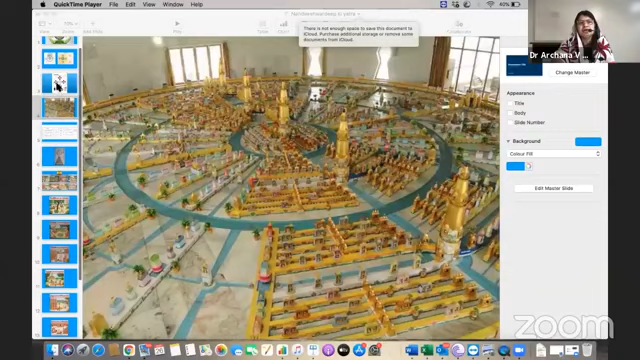 QuickTime Player File Edit View Window Help
40%
There is not enough space to save this document to
iCloud. Purchase additional storage or remove some
documents from iCloud.
Dr Archana V
Change Master
Appearance
Title
Body
Slide Number
Background
Colour Fill
Edit Master Slide
zoom